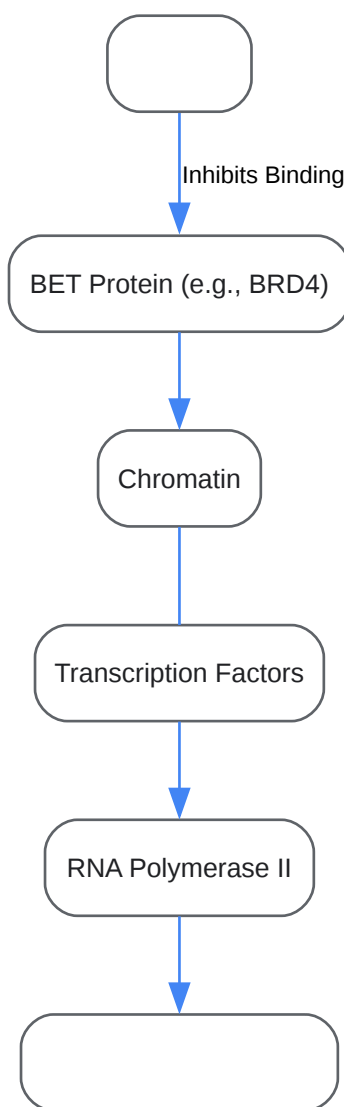 Inhibits Binding
BET Protein (e.g., BRD4)
Chromatin
Transcription Factors
RNA Polymerase II